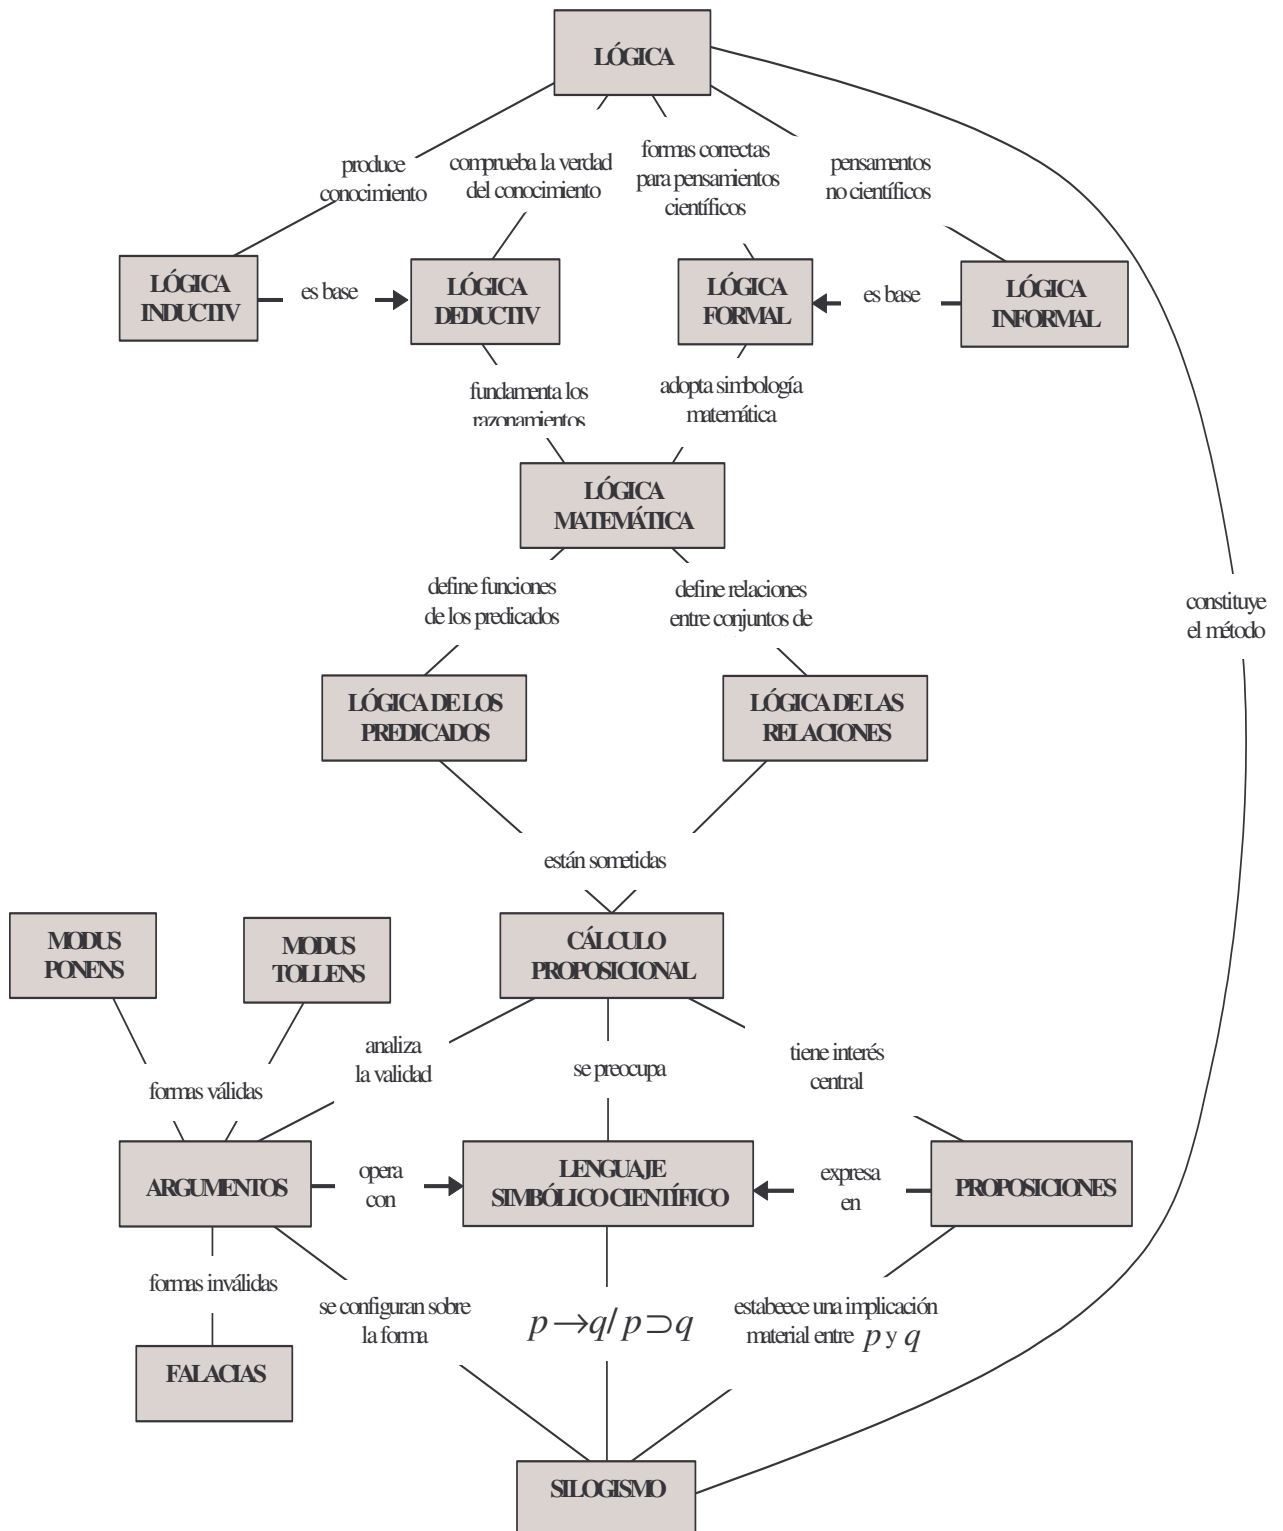 LÓGICA
produce
conocimiento
comprueba la verdad
del conocimiento
formas correctas
para pensamientos
científicos
pensamentos
no científicos
LÓGICA
INDUCTIV
es base
LÓGICA
DEDUCTIV
LÓGICA
FORMAL
es base
LÓGICA
INFORMAL
fundamenta los
razonamientos
adopta simbología
matemática
LÓGICA
MATEMÁTICA
define funciones
de los predicados
define relaciones
entre conjuntos de
constituye
el método
LÓGICA DE LOS
PREDICADOS
LÓGICA DE LAS
RELACIONES
están sometidas
MODUS
PONENS
MODUS
TOLLENS
CÁLCULO
PROPOSICIONAL
analiza
la validad
se preocupa
tiene interés
central
formas válidas
ARGUMENTOS
opera
con
LENGUAJE
SIMBÓLICO CIENTÍFICO
expresa
en
PROPOSICIONES
formas inválidas
se configuran sobre
la forma
p → q / p ⊃ q
estabeece una implicación
material entre p y q
FALACIAS
SILOGISMO